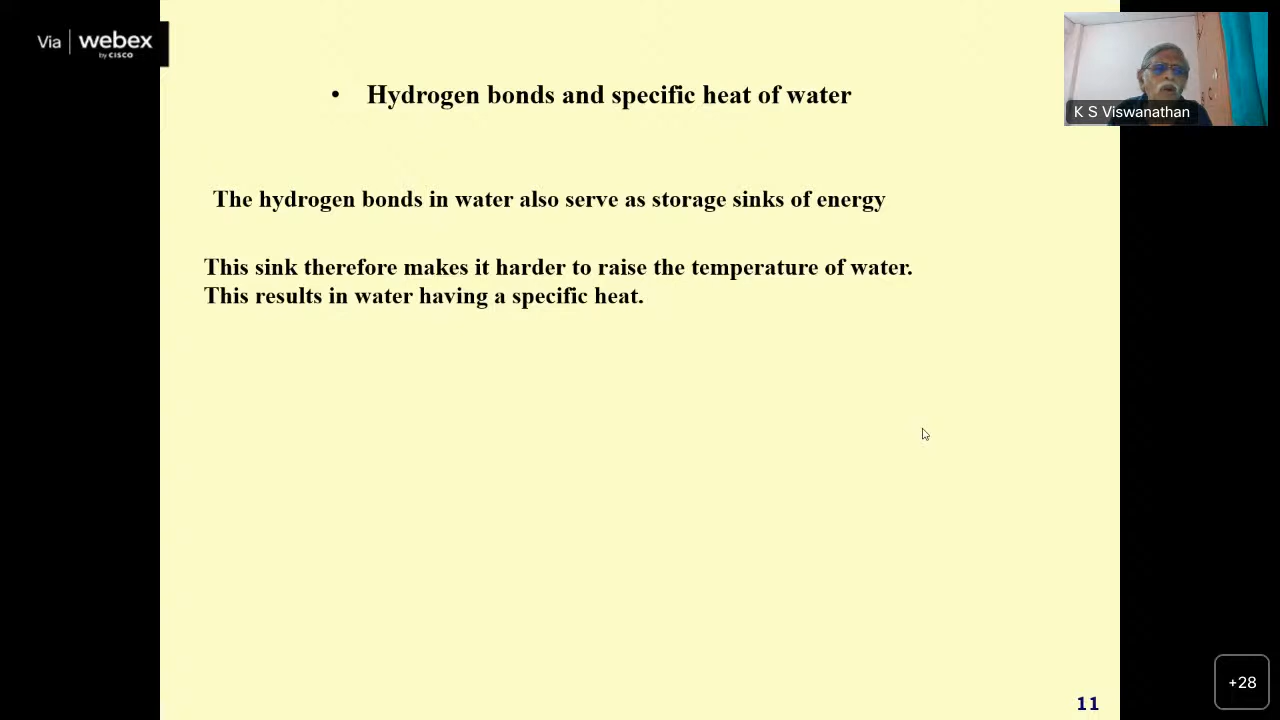 Via | webex
by CISCO
• Hydrogen bonds and specific heat of water
K S Viswanathan
The hydrogen bonds in water also serve as storage sinks of energy
This sink therefore makes it harder to raise the temperature of water.
This results in water having a specific heat.
+28
11